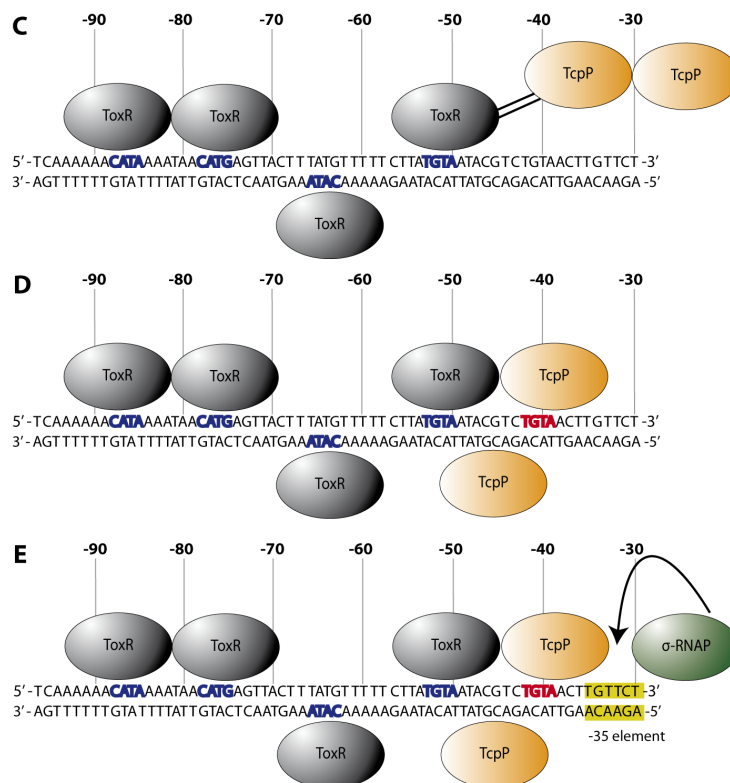 C
-90 -80 -70 -60 -50 -40 -30
TcpP TcpP
ToxR ToxR ToxR
5′-TCAAAAAACATAAAATAACATGAGTTACTTTATGTTTTTCTTATGTAATACGTCTGTAACTTGTTCT-3′
3′-AGTTTTTTGTATTTTATTGTACTCAATGAAATACAAAAAGAATACATTATGCAGACATTGAACAAGA-5′
ToxR
D
-90 -80 -70 -60 -50 -40 -30
ToxR ToxR ToxR TcpP
5′-TCAAAAAACATAAAATAACATGAGTTACTTTATGTTTTTCTTATGTAATACGTCTGTAACTTGTTCT-3′
3′-AGTTTTTTGTATTTTATTGTACTCAATGAAATACAAAAAGAATACATTATGCAGACATTGAACAAGA-5′
ToxR TcpP
E
-90 -80 -70 -60 -50 -40 -30
ToxR ToxR ToxR TcpP σ-RNAP
5′-TCAAAAAACATAAAATAACATGAGTTACTTTATGTTTTTCTTATGTAATACGTCTGTAACTTGTTCT-3′
3′-AGTTTTTTGTATTTTATTGTACTCAATGAAATACAAAAAGAATACATTATGCAGACATTGAACAAGA-5′
-35 element
ToxR TcpP